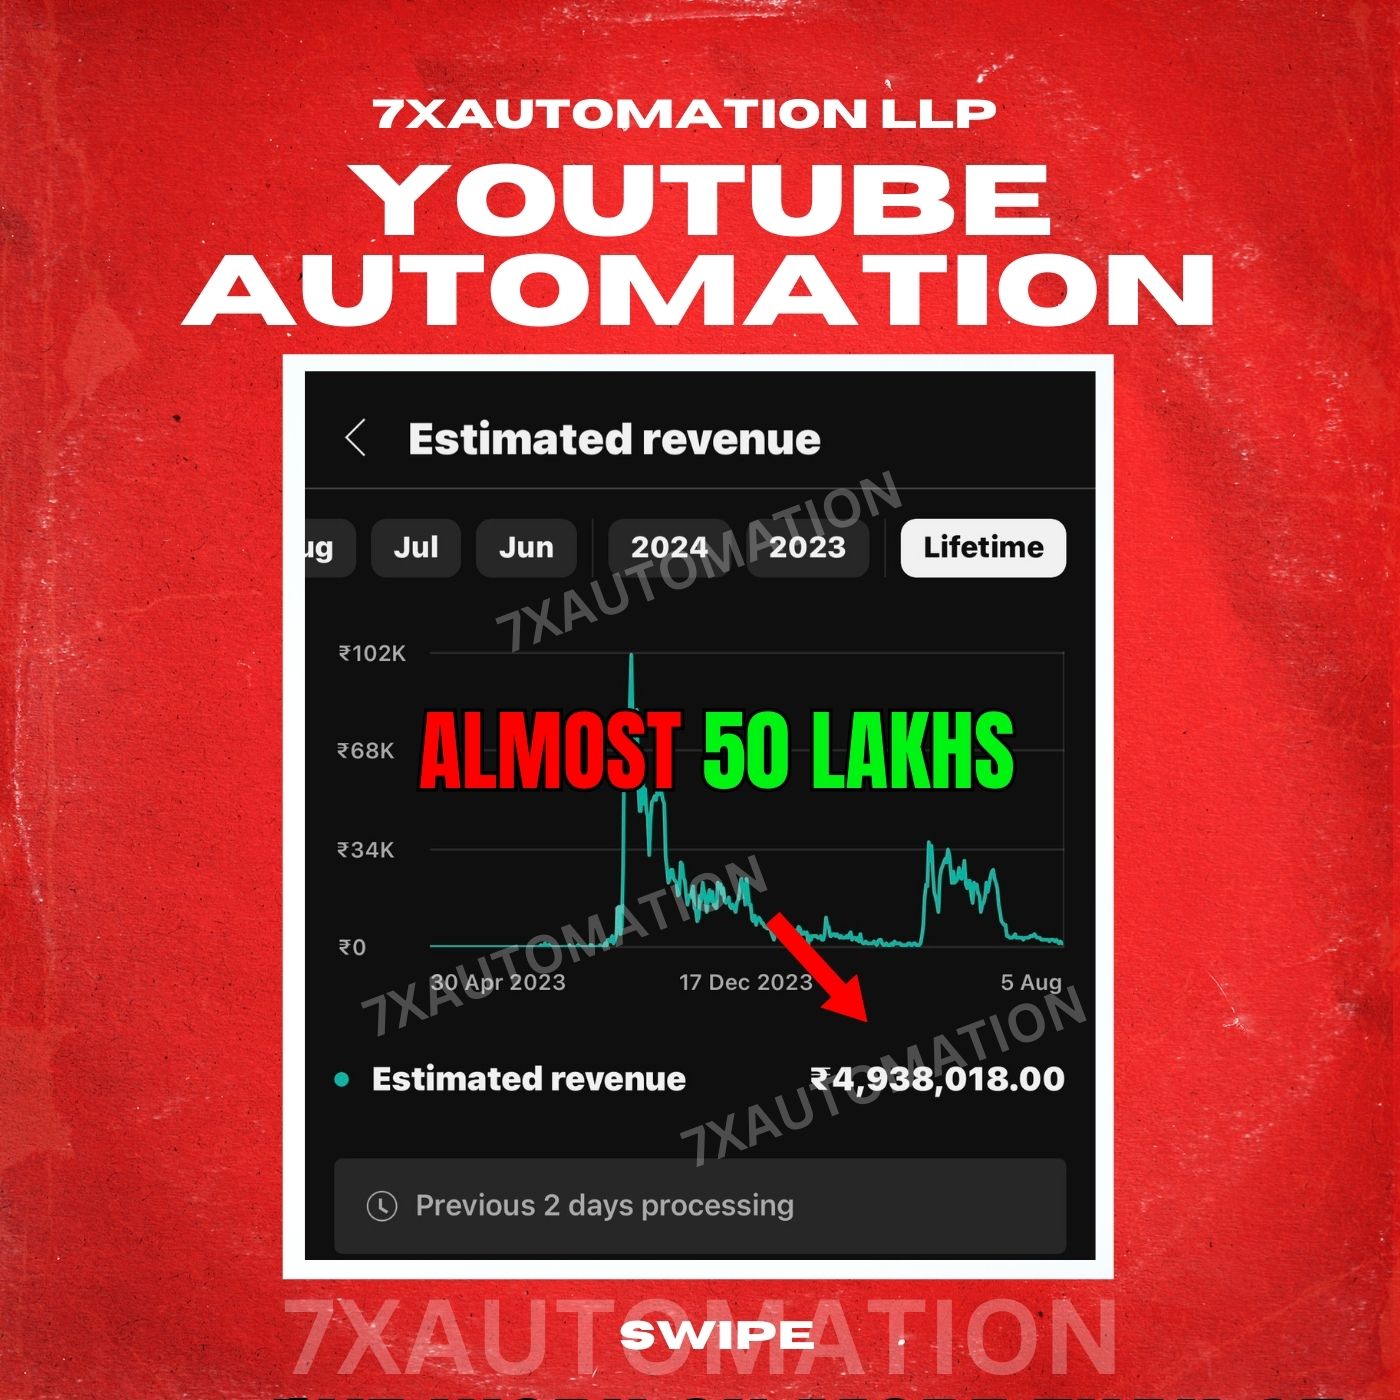 7XAUTOMATION LLP
YOUTUBE
AUTOMATION
Estimated revenue
ug Jul Jun 2024 2023 Lifetime
7XAUTOMATION
₹102K
ALMOST 50 LAKHS
₹68K
₹34K
7XAUTOMATION
₹0
30 Apr 2023 17 Dec 2023 5 Aug
7XAUTOMATION
Estimated revenue ₹4,938,018.00
Previous 2 days processing
7XAUTOMATION
SWIPE